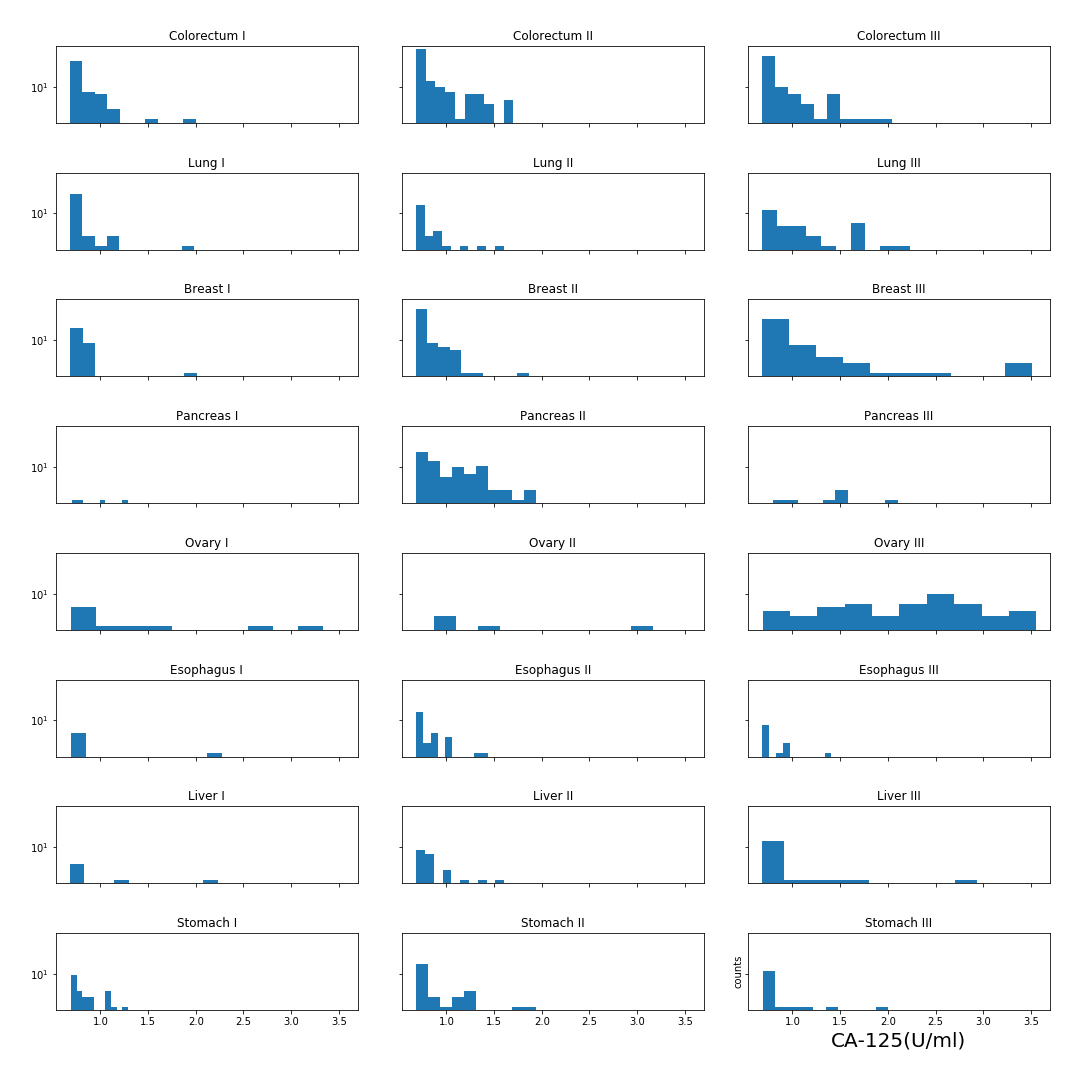 Colorectum I
Colorectum II
Colorectum III
10¹
Lung I
Lung II
Lung III
10¹
Breast I
Breast II
Breast III
10¹
Pancreas I
Pancreas II
Pancreas III
10¹
Ovary I
Ovary II
Ovary III
10¹
Esophagus I
Esophagus II
Esophagus III
10¹
Liver I
Liver II
Liver III
10¹
Stomach I
Stomach II
Stomach III
10¹
counts
1.0 1.5 2.0 2.5 3.0 3.5
1.0 1.5 2.0 2.5 3.0 3.5
1.0 1.5 2.0 2.5 3.0 3.5
CA-125(U/ml)